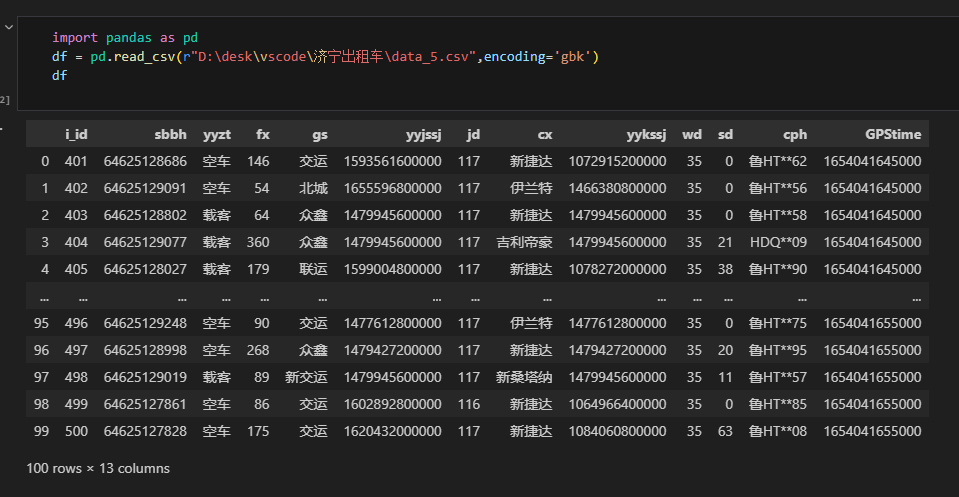 import pandas as pd
df = pd.read_csv(r"D:\desk\vscode\济宁出租车\data_5.csv",encoding='gbk')
df
2]
i_id sbbh yyzt fx gs yyjssj jd cx yykssj wd sd cph GPStime
0 401 64625128686 空车 146 交运 1593561600000 117 新捷达 1072915200000 35 0 鲁HT**62 1654041645000
1 402 64625129091 空车 54 北城 1655596800000 117 伊兰特 1466380800000 35 0 鲁HT**56 1654041645000
2 403 64625128802 载客 64 众鑫 1479945600000 117 新捷达 1479945600000 35 0 鲁HT**58 1654041645000
3 404 64625129077 载客 360 众鑫 1479945600000 117 吉利帝豪 1479945600000 35 21 HDQ**09 1654041645000
4 405 64625128027 载客 179 联运 1599004800000 117 新捷达 1078272000000 35 38 鲁HT**90 1654041645000
... ... ... ... ... ... ... ... ... ... ... ... ... ...
95 496 64625129248 空车 90 交运 1477612800000 117 伊兰特 1477612800000 35 0 鲁HT**75 1654041655000
96 497 64625128998 空车 268 众鑫 1479427200000 117 新捷达 1479427200000 35 20 鲁HT**95 1654041655000
97 498 64625129019 载客 89 新交运 1479945600000 117 新桑塔纳 1479945600000 35 11 鲁HT**57 1654041655000
98 499 64625127861 空车 86 交运 1602892800000 116 新捷达 1064966400000 35 0 鲁HT**85 1654041655000
99 500 64625127828 空车 175 交运 1620432000000 117 新捷达 1084060800000 35 63 鲁HT**08 1654041655000
100 rows × 13 columns